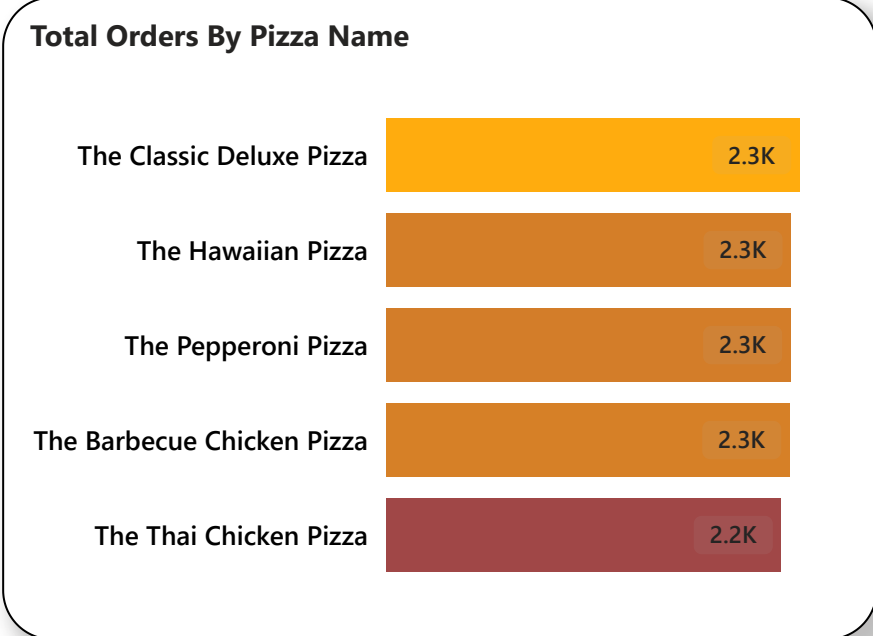 Total Orders By Pizza Name
The Classic Deluxe Pizza 2.3K
The Hawaiian Pizza 2.3K
The Pepperoni Pizza 2.3K
The Barbecue Chicken Pizza 2.3K
The Thai Chicken Pizza 2.2K